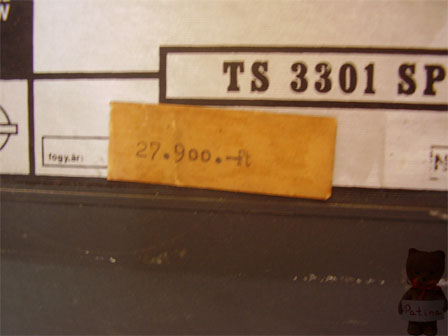 TS 3301 SP
fogy.ár:
27.900.-Ft
Patina